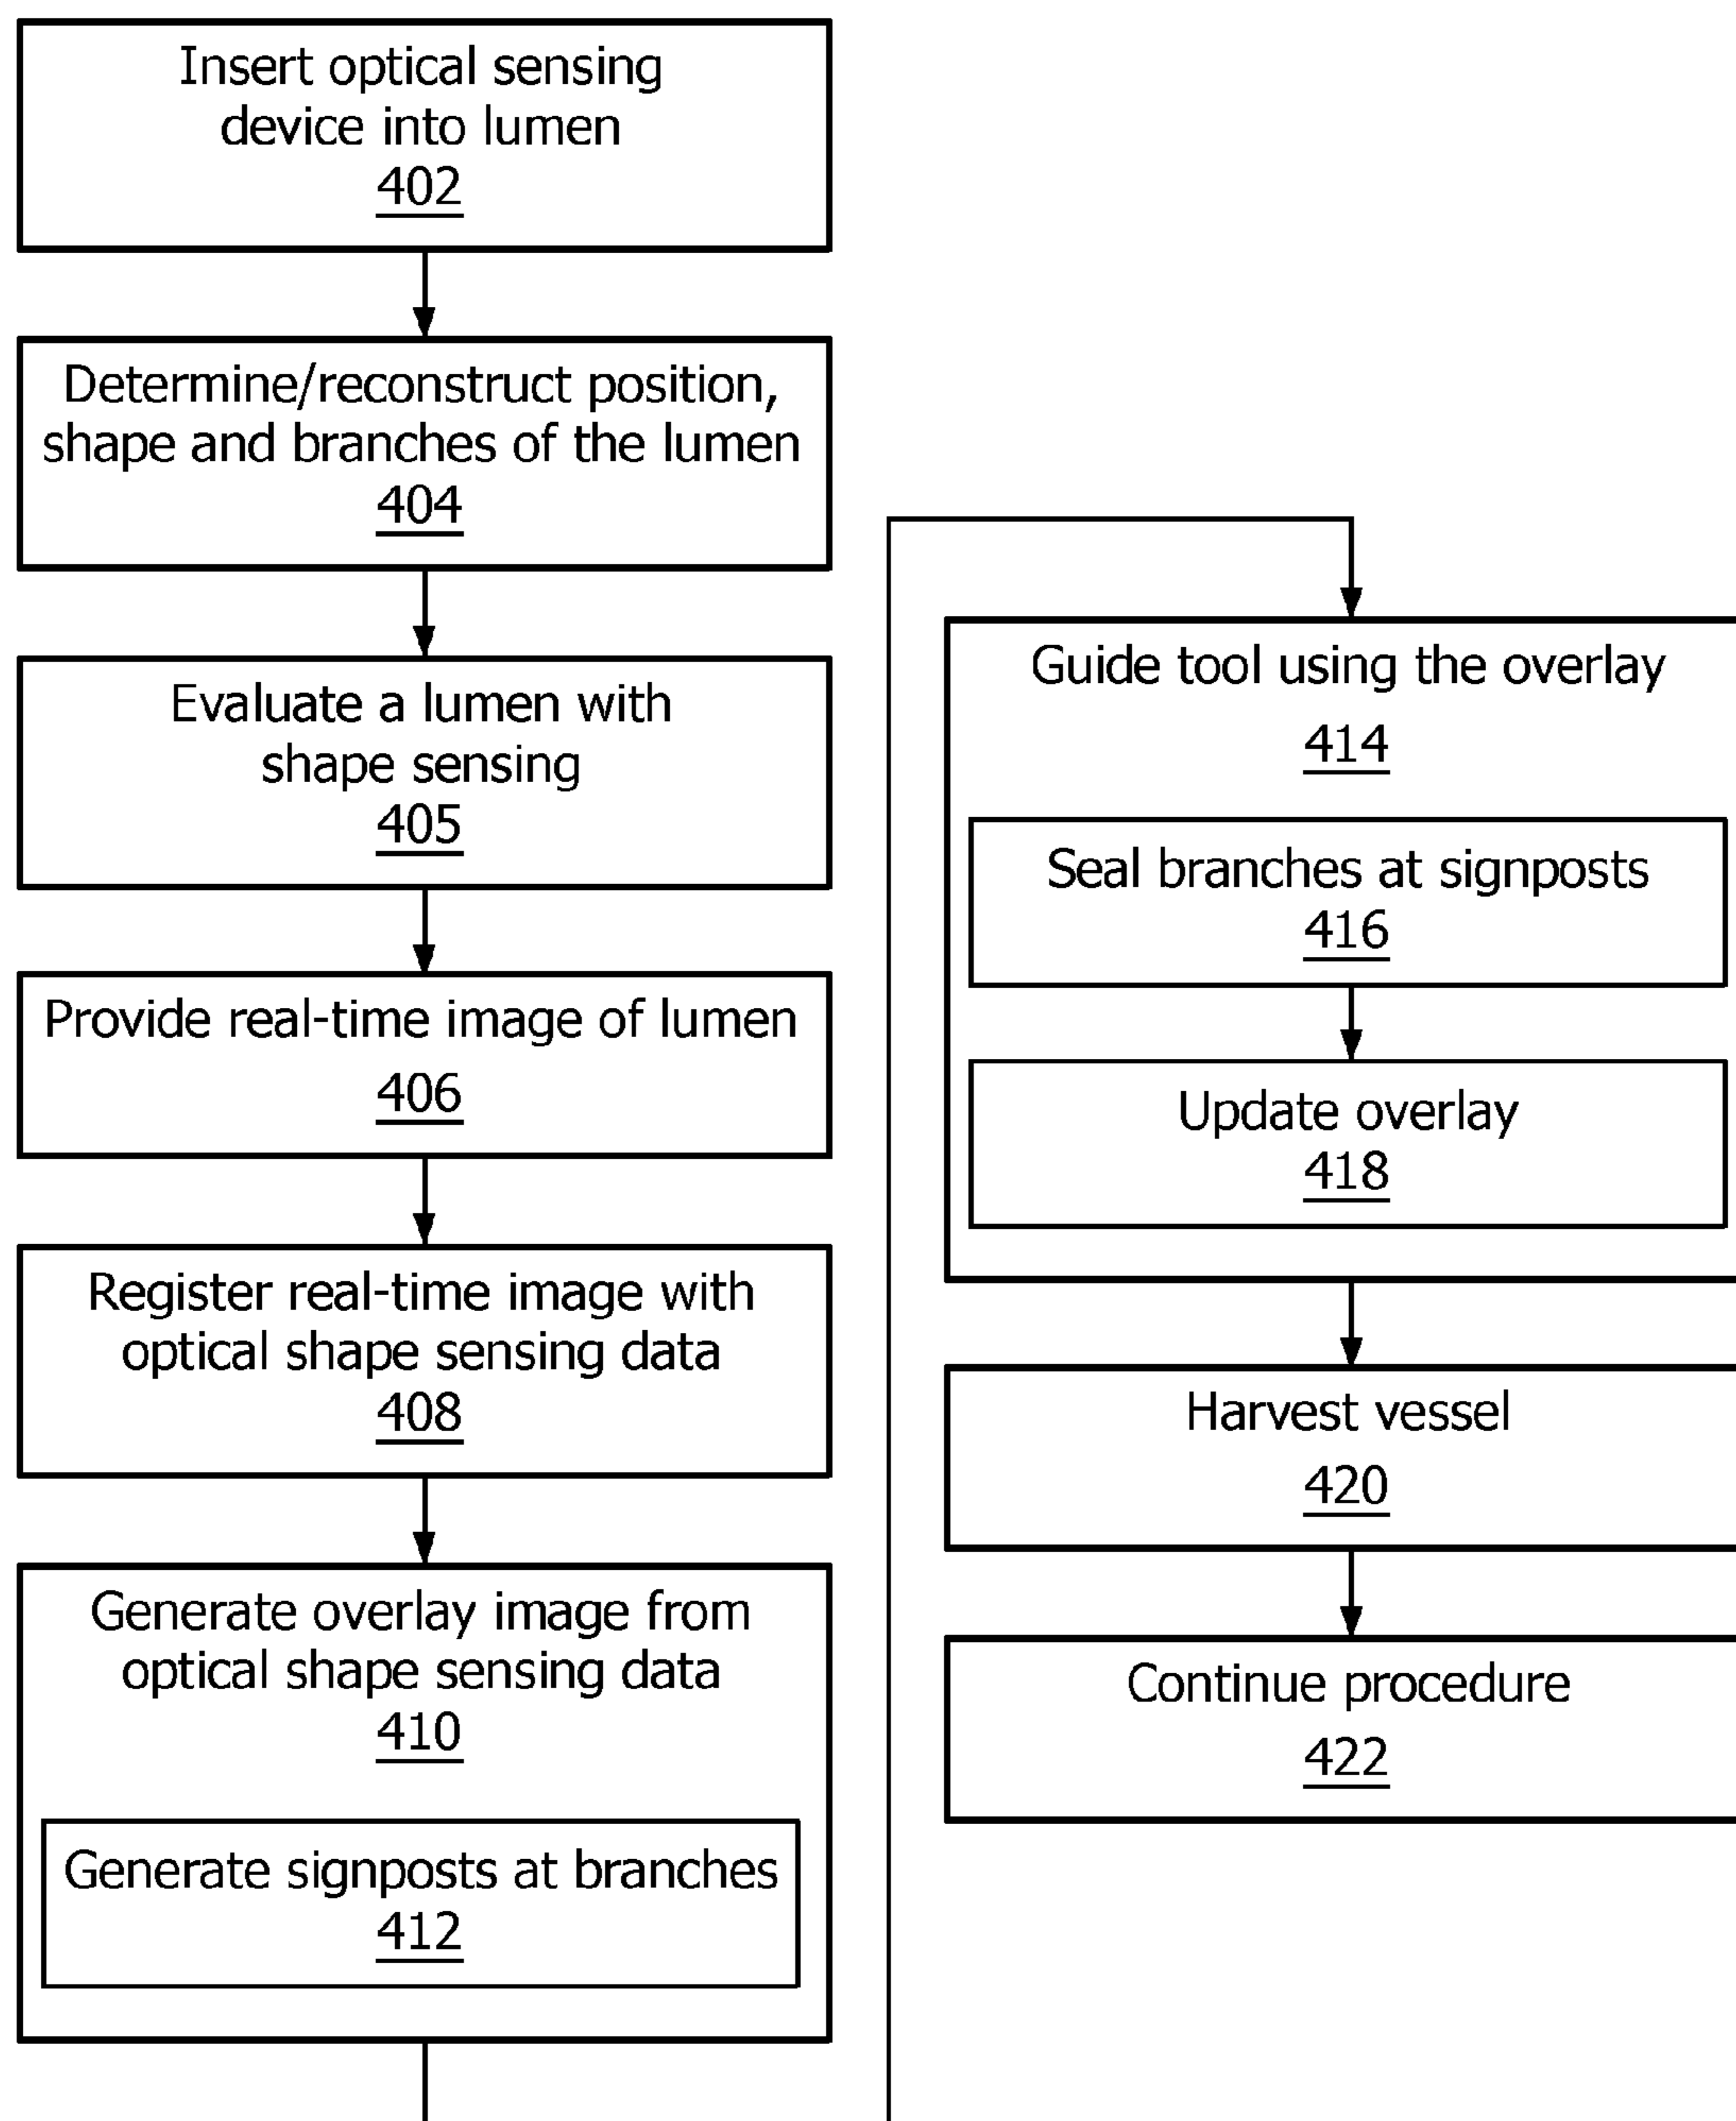 Insert optical sensing
device into lumen
402
Determine/reconstruct position,
shape and branches of the lumen
404
Evaluate a lumen with
shape sensing
405
Provide real-time image of lumen
406
Register real-time image with
optical shape sensing data
408
Generate overlay image from
optical shape sensing data
410
Generate signposts at branches
412
Guide tool using the overlay
414
Seal branches at signposts
416
Update overlay
418
Harvest vessel
420
Continue procedure
422